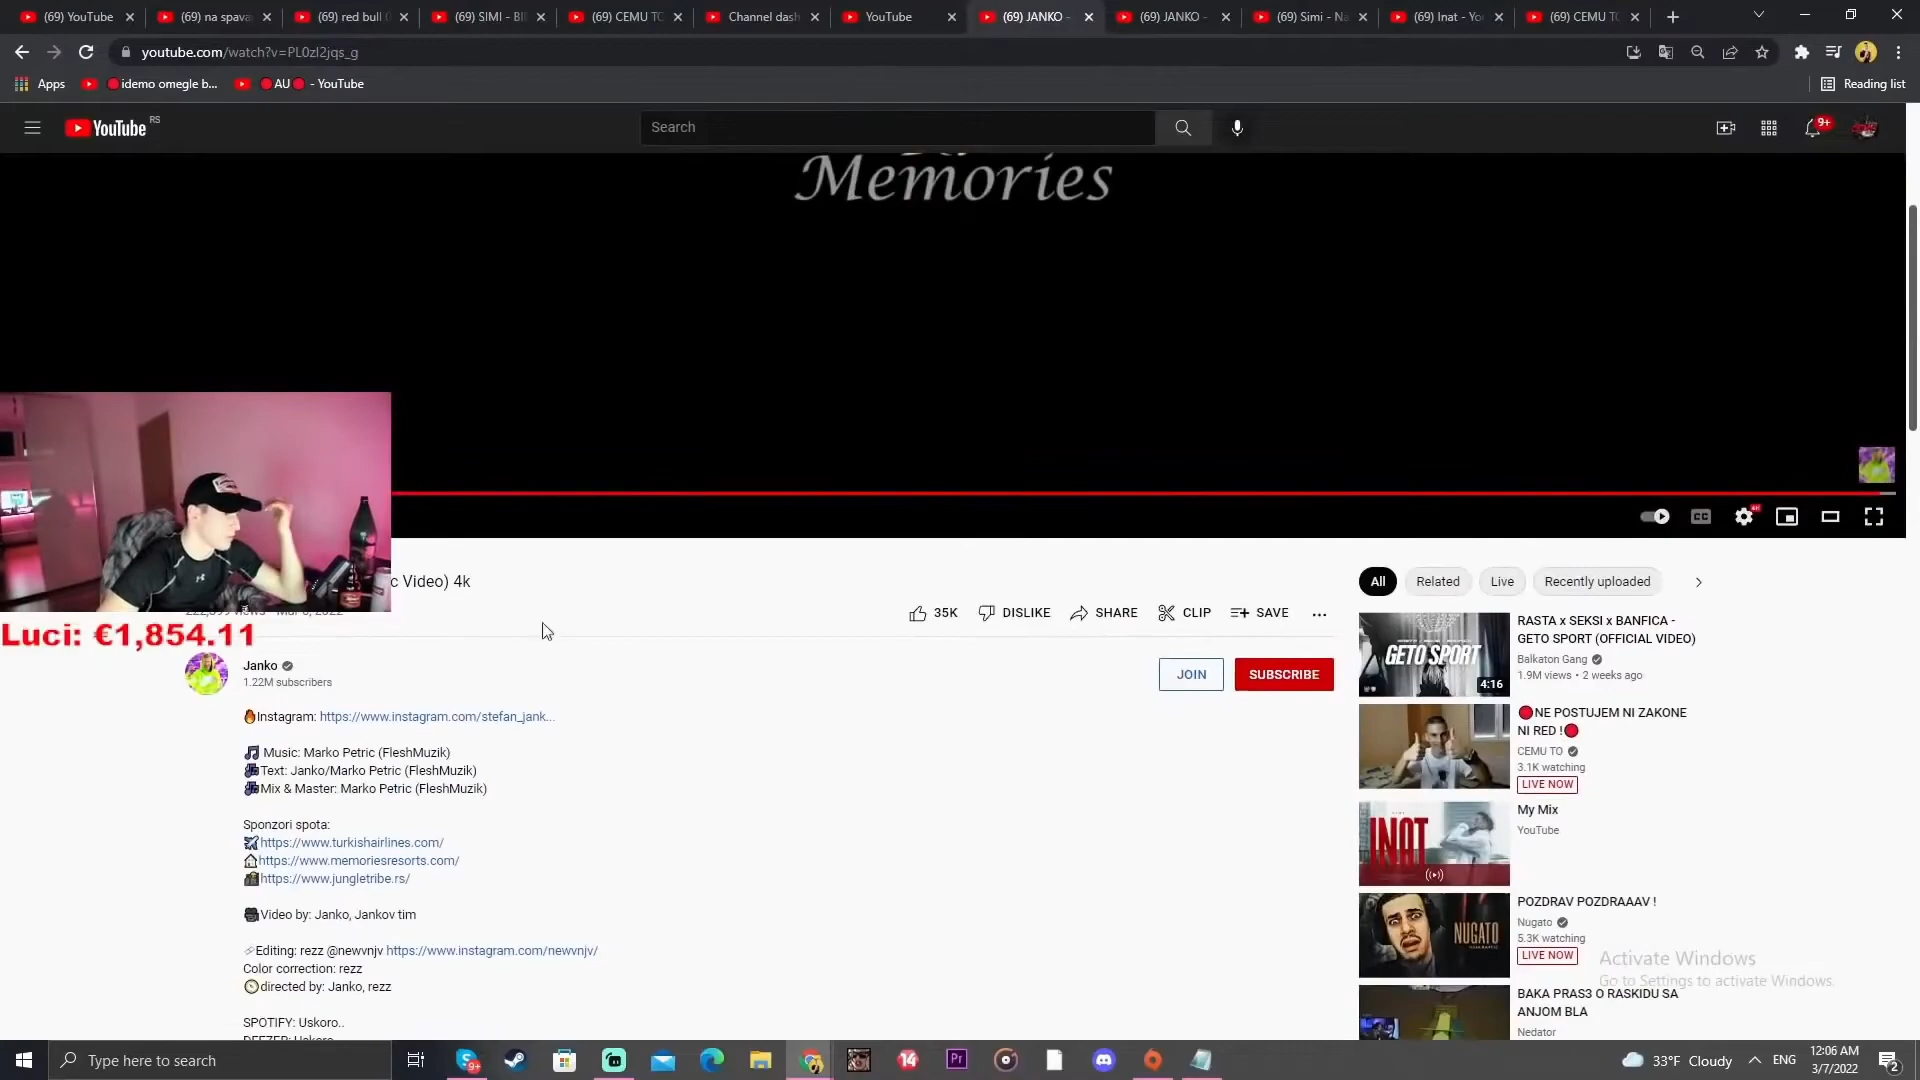 (69) YouTube
(69) na spava
(69) red bull
(69) SIMI - BI
(69) CEMU TO
Channel dash
YouTube
(69) JANKO -
(69) JANKO -
(69) Simi - Na
(69) Inat - Yo
(69) CEMU TO
youtube.com/watch?v=PL0zl2jqs_g
Apps
idemo omegle b...
AU - YouTube
Reading list
YouTube RS
Search
9+
Memories
CC
c Video) 4k
35K
DISLIKE
SHARE
CLIP
SAVE
Luci: €1,854.11
Janko
1.22M subscribers
JOIN
SUBSCRIBE
Instagram: https://www.instagram.com/stefan_jank...
Music: Marko Petric (FleshMuzik)
Text: Janko/Marko Petric (FleshMuzik)
Mix & Master: Marko Petric (FleshMuzik)
Sponzori spota:
https://www.turkishairlines.com/
https://www.memoriesresorts.com/
https://www.jungletribe.rs/
Video by: Janko, Jankov tim
Editing: rezz @newvnjv https://www.instagram.com/newvnjv/
Color correction: rezz
directed by: Janko, rezz
SPOTIFY: Uskoro..
All
Related
Live
Recently uploaded
GETO SPORT
4:16
RASTA x SEKSI x BANFICA -
GETO SPORT (OFFICIAL VIDEO)
Balkaton Gang
1.9M views • 2 weeks ago
NE POSTUJEM NI ZAKONE
NI RED !
CEMU TO
3.1K watching
LIVE NOW
INAT
My Mix
YouTube
NUGATO
POZDRAV POZDRAAAV !
Nugato
5.3K watching
LIVE NOW
BAKA PRAS3 O RASKIDU SA
ANJOM BLA
Nedator
Activate Windows
Go to Settings to activate Windows.
Type here to search
9+
14
Pr
33°F Cloudy
ENG
12:06 AM
3/7/2022
2